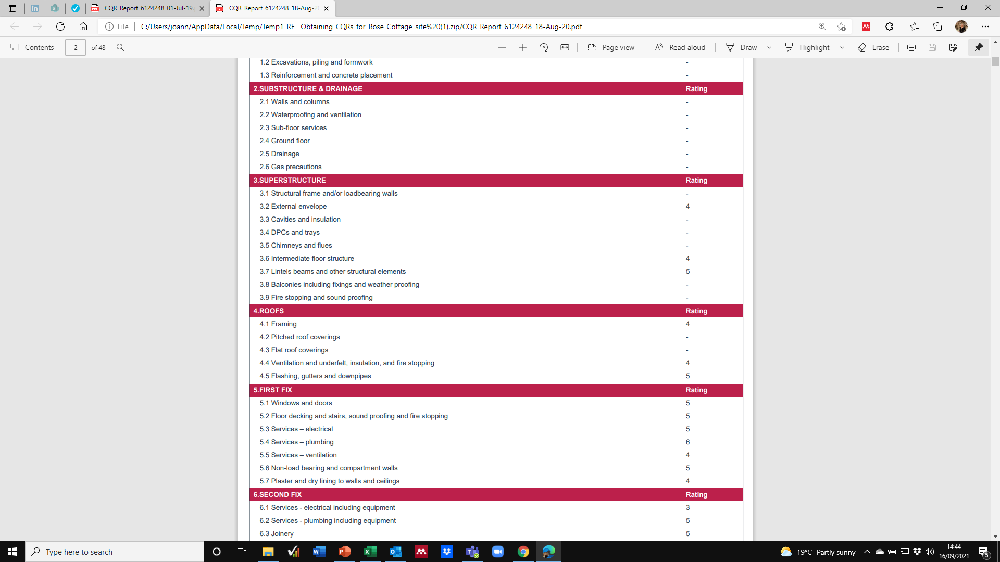 CQR_Report_6124248_01-Jul-19.
CQR_Report_6124248_18-Aug-20
File
C:/Users/joann/AppData/Local/Temp/Temp1_RE__Obtaining_CQRs_for_Rose_Cottage_site%20(1).zip/CQR_Report_6124248_18-Aug-20.pdf
Contents 2 of 48 Page view Read aloud Draw Highlight Erase
1.2 Excavations, piling and formwork -
1.3 Reinforcement and concrete placement -
2.SUBSTRUCTURE & DRAINAGE Rating
2.1 Walls and columns -
2.2 Waterproofing and ventilation -
2.3 Sub-floor services -
2.4 Ground floor -
2.5 Drainage -
2.6 Gas precautions -
3.SUPERSTRUCTURE Rating
3.1 Structural frame and/or loadbearing walls -
3.2 External envelope 4
3.3 Cavities and insulation -
3.4 DPCs and trays -
3.5 Chimneys and flues -
3.6 Intermediate floor structure 4
3.7 Lintels beams and other structural elements 5
3.8 Balconies including fixings and weather proofing -
3.9 Fire stopping and sound proofing -
4.ROOFS Rating
4.1 Framing 4
4.2 Pitched roof coverings -
4.3 Flat roof coverings -
4.4 Ventilation and underfelt, insulation, and fire stopping 4
4.5 Flashing, gutters and downpipes 5
5.FIRST FIX Rating
5.1 Windows and doors 5
5.2 Floor decking and stairs, sound proofing and fire stopping 5
5.3 Services – electrical 5
5.4 Services – plumbing 6
5.5 Services – ventilation 4
5.6 Non-load bearing and compartment walls 5
5.7 Plaster and dry lining to walls and ceilings 4
6.SECOND FIX Rating
6.1 Services - electrical including equipment 3
6.2 Services - plumbing including equipment 5
6.3 Joinery 5
Type here to search
19°C Partly sunny
14:44
16/09/2021
5